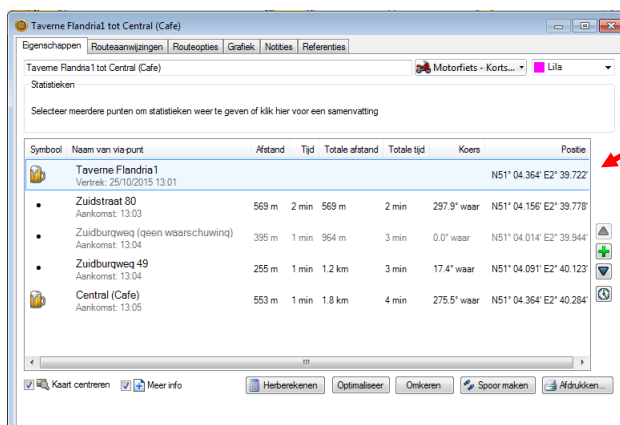 Taverne Flandria1 tot Central (Cafe)
Eigenschappen Routeaanwijzingen Routeopties Grafiek Notities Referenties
Taverne Flandria1 tot Central (Cafe) Motorfiets - Korts... Lila
Statistieken
Selecteer meerdere punten om statistieken weer te geven of klik hier voor een samenvatting
Symbool Naam van via-punt Afstand Tijd Totale afstand Totale tijd Koers Positie
Taverne Flandria1 N51° 04.364' E2° 39.722'
Vertrek: 25/10/2015 13:01
Zuidstraat 80 569 m 2 min 569 m 2 min 297.9° waar N51° 04.156' E2° 39.778'
Aankomst: 13:03
Zuidburgweg (geen waarschuwing) 395 m 1 min 964 m 3 min 0.0° waar N51° 04.014' E2° 39.944'
Aankomst: 13:04
Zuidburgweg 49 255 m 1 min 1.2 km 3 min 17.4° waar N51° 04.091' E2° 40.123'
Aankomst: 13:04
Central (Cafe) 553 m 1 min 1.8 km 4 min 275.5° waar N51° 04.364' E2° 40.284'
Aankomst: 13:05
Kaart centreren Meer info Herberekenen Optimaliseer Omkeren Spoor maken Afdrukken...